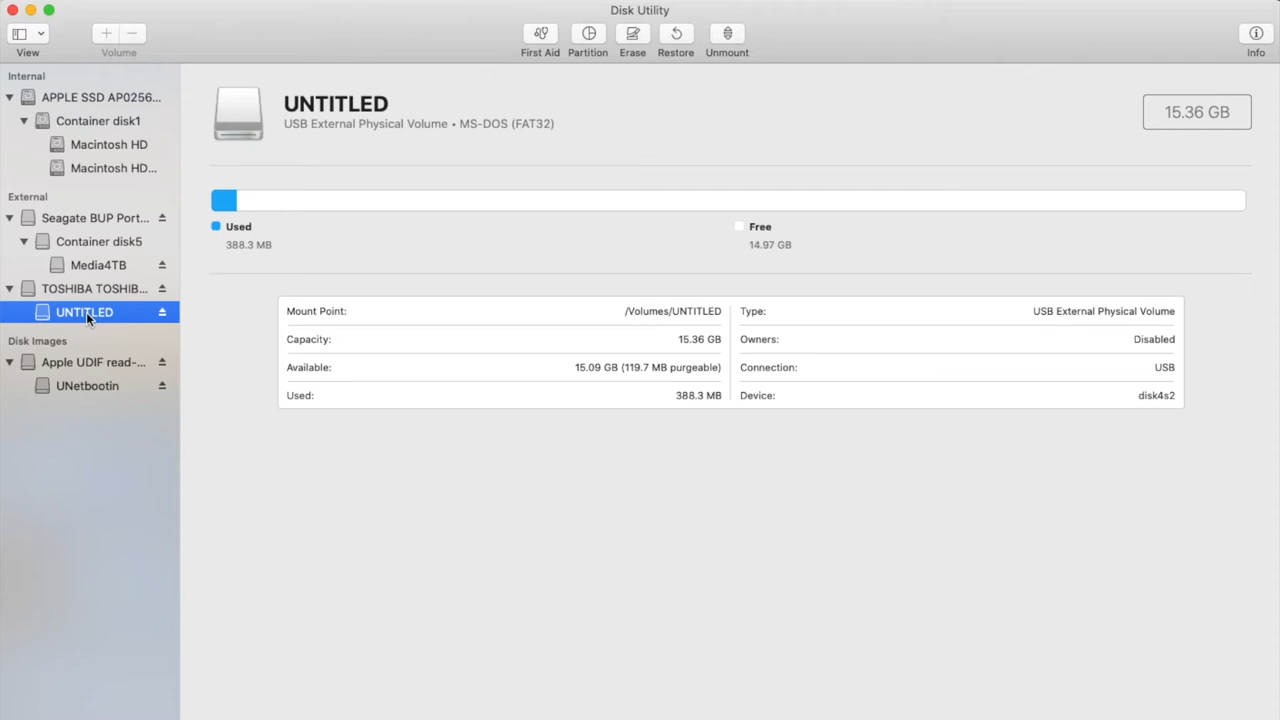 Disk Utility
View
Volume
First Aid
Partition
Erase
Restore
Unmount
Info
Internal
APPLE SSD AP0256...
Container disk1
Macintosh HD
Macintosh HD...
External
Seagate BUP Port...
Container disk5
Media4TB
TOSHIBA TOSHIB...
UNTITLED
Disk Images
Apple UDIF read-...
UNetbootin
UNTITLED
USB External Physical Volume • MS-DOS (FAT32)
15.36 GB
Used
388.3 MB
Free
14.97 GB
Mount Point: /Volumes/UNTITLED
Capacity: 15.36 GB
Available: 15.09 GB (119.7 MB purgeable)
Used: 388.3 MB
Type: USB External Physical Volume
Owners: Disabled
Connection: USB
Device: disk4s2